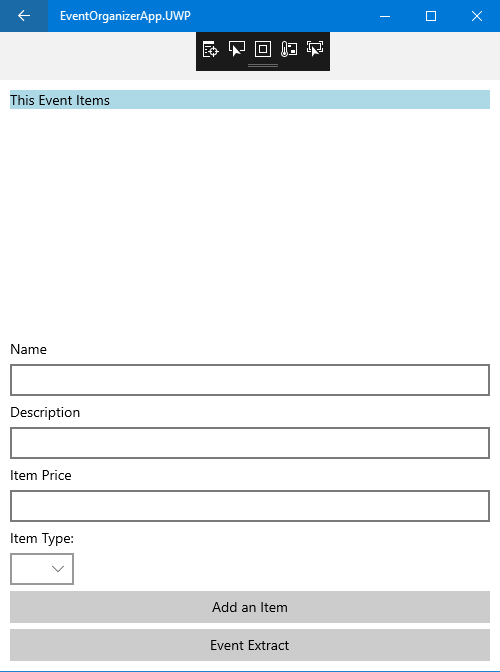 EventOrganizerApp.UWP
This Event Items
Name
Description
Item Price
Item Type:
Add an Item
Event Extract